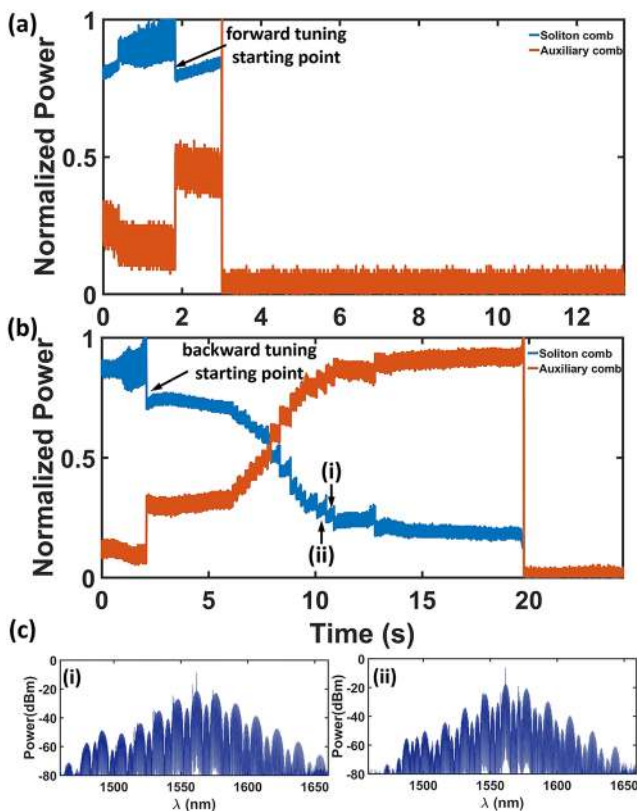 (a)
forward tuning
starting point
Soliton comb
Auxiliary comb
Normalized Power
1
0.5
0
0 2 4 6 8 10 12
(b)
backward tuning
starting point
Soliton comb
Auxiliary comb
Normalized Power
1
0.5
0
(i)
(ii)
0 5 10 15 20
Time (s)
(c)
(i)
Power(dBm)
0
-20
-40
-60
-80
1500 1550 1600 1650
λ (nm)
(ii)
Power(dBm)
0
-20
-40
-60
-80
1500 1550 1600 1650
λ (nm)